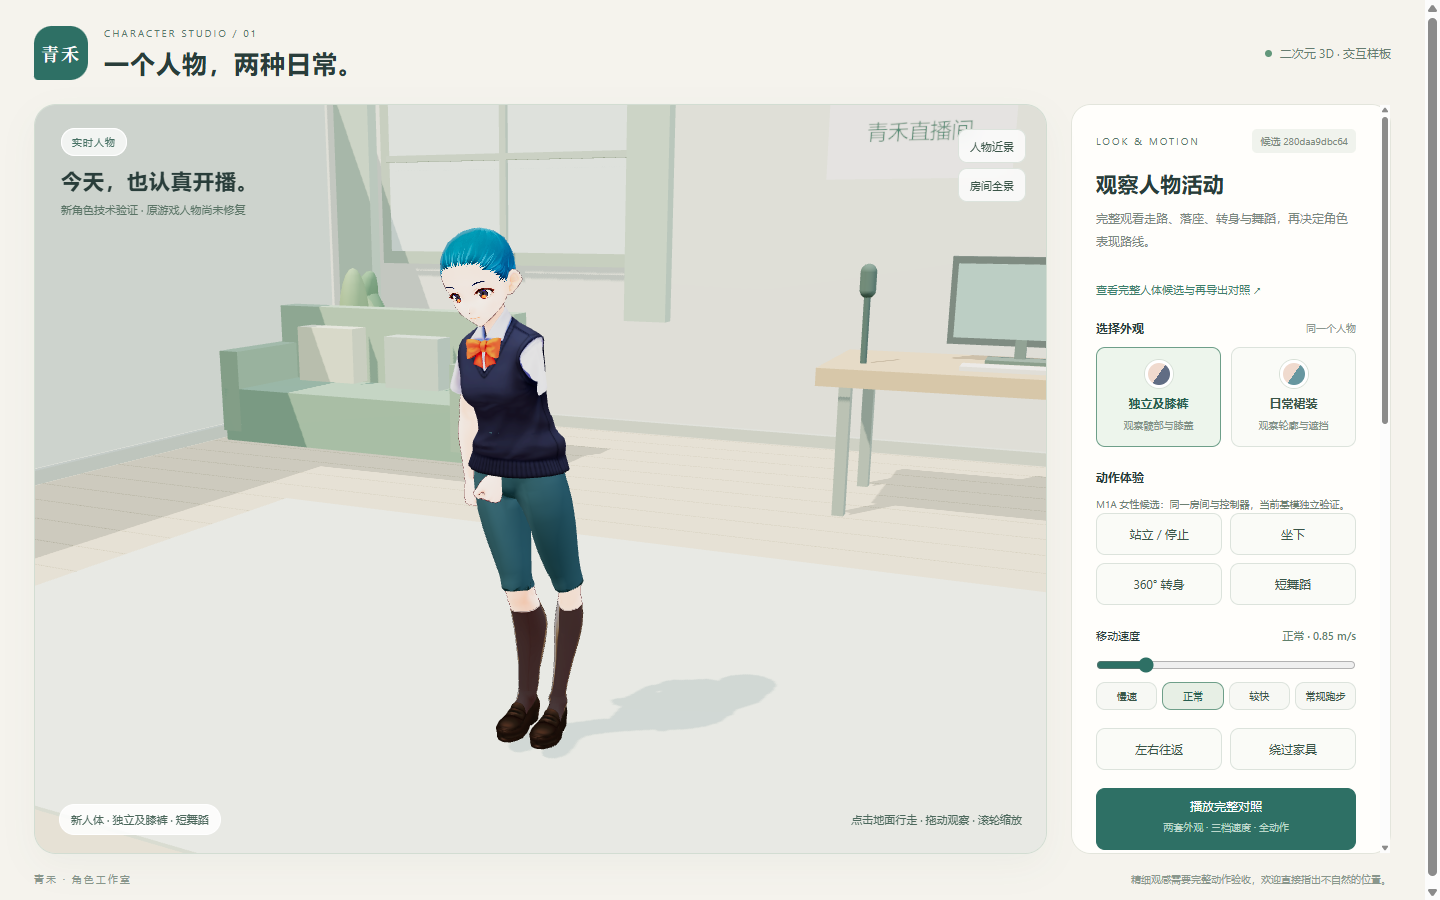 青禾
CHARACTER STUDIO / 01
一个人物，两种日常。
二次元 3D · 交互样板
实时人物
今天，也认真开播。
新角色技术验证 · 原游戏人物尚未修复
青禾直播间
人物近景
房间全景
新人体 · 独立及膝裤 · 短舞蹈
点击地面行走 · 拖动观察 · 滚轮缩放
LOOK & MOTION
候选 280daa9dbc64
观察人物活动
完整观看走路、落座、转身与舞蹈，再决定角色
表现路线。
查看完整人体候选与再导出对照 ↗
选择外观
同一个人物
独立及膝裤
观察髋部与膝盖
日常裙装
观察轮廓与遮挡
动作体验
M1A 女性候选：同一房间与控制器，当前基模独立验证。
站立 / 停止
坐下
360° 转身
短舞蹈
移动速度
正常 · 0.85 m/s
慢速
正常
较快
常规跑步
左右往返
绕过家具
播放完整对照
两套外观 · 三档速度 · 全动作
青禾 · 角色工作室
精细观感需要完整动作验收，欢迎直接指出不自然的位置。